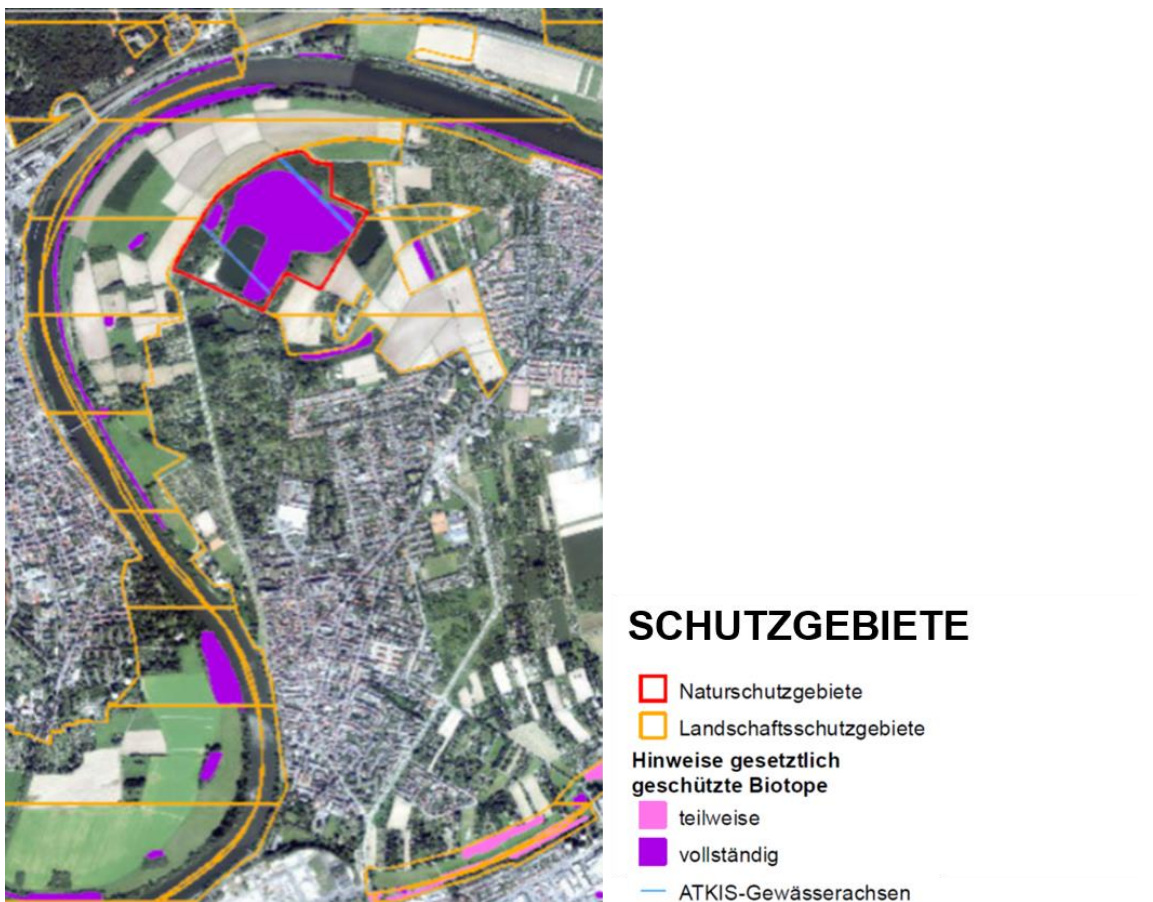 SCHUTZGEBIETE
Naturschutzgebiete
Landschaftsschutzgebiete
Hinweise gesetztlich
geschützte Biotope
teilweise
vollständig
ATKIS-Gewässerachsen